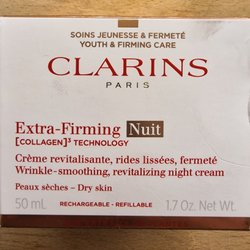 SOINS JEUNESSE & FERMETÉ
YOUTH & FIRMING CARE
CLARINS
PARIS
Extra-Firming Nuit
[COLLAGEN]³ TECHNOLOGY
Crème revitalisante, rides lissées, fermeté
Wrinkle-smoothing, revitalizing night cream
Peaux sèches – Dry skin
50 mL RECHARGEABLE - REFILLABLE 1.7 Oz. Net Wt.